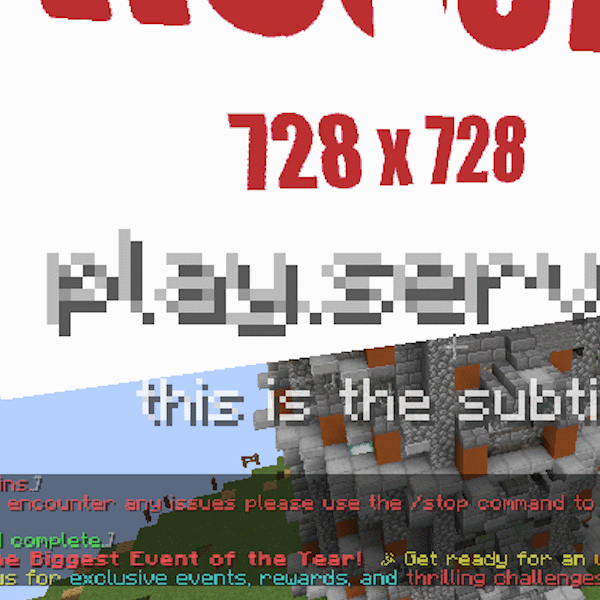 728 x 728
play.serv
this is the subti
ins.]
encounter any issues please use the /stop command to
complete.]
he Biggest Event of the Year! Get ready for an
us for exclusive events, rewards, and thrilling challenges